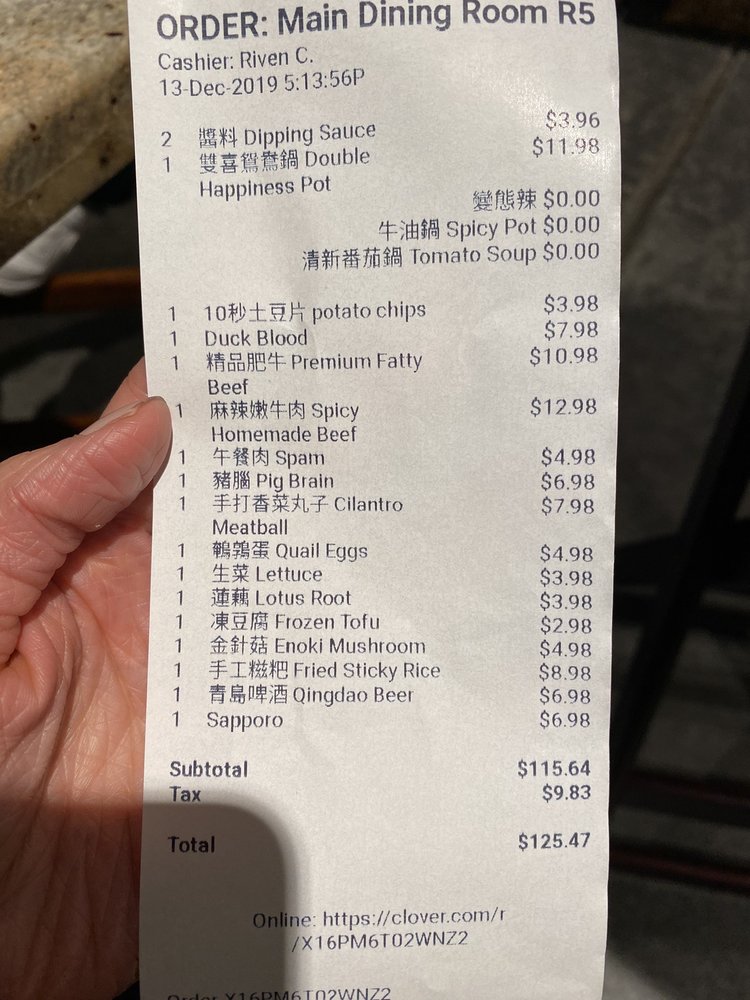 ORDER: Main Dining Room R5
Cashier: Riven C.
13-Dec-2019 5:13:56P
2 醬料 Dipping Sauce $3.96
1 雙喜鴛鴦鍋 Double $11.98
Happiness Pot
變態辣 $0.00
牛油鍋 Spicy Pot $0.00
清新番茄鍋 Tomato Soup $0.00
1 10秒土豆片 potato chips $3.98
1 Duck Blood $7.98
1 精品肥牛 Premium Fatty $10.98
Beef
1 麻辣嫩牛肉 Spicy $12.98
Homemade Beef
1 午餐肉 Spam $4.98
1 豬腦 Pig Brain $6.98
1 手打香菜丸子 Cilantro $7.98
Meatball
1 鵪鶉蛋 Quail Eggs $4.98
1 生菜 Lettuce $3.98
1 蓮藕 Lotus Root $3.98
1 凍豆腐 Frozen Tofu $2.98
1 金針菇 Enoki Mushroom $4.98
1 手工糍粑 Fried Sticky Rice $8.98
1 青島啤酒 Qingdao Beer $6.98
1 Sapporo $6.98
Subtotal $115.64
Tax $9.83
Total $125.47
Online: https://clover.com/r
/X16PM6T02WNZ2
Order X16PM6T02WNZ2